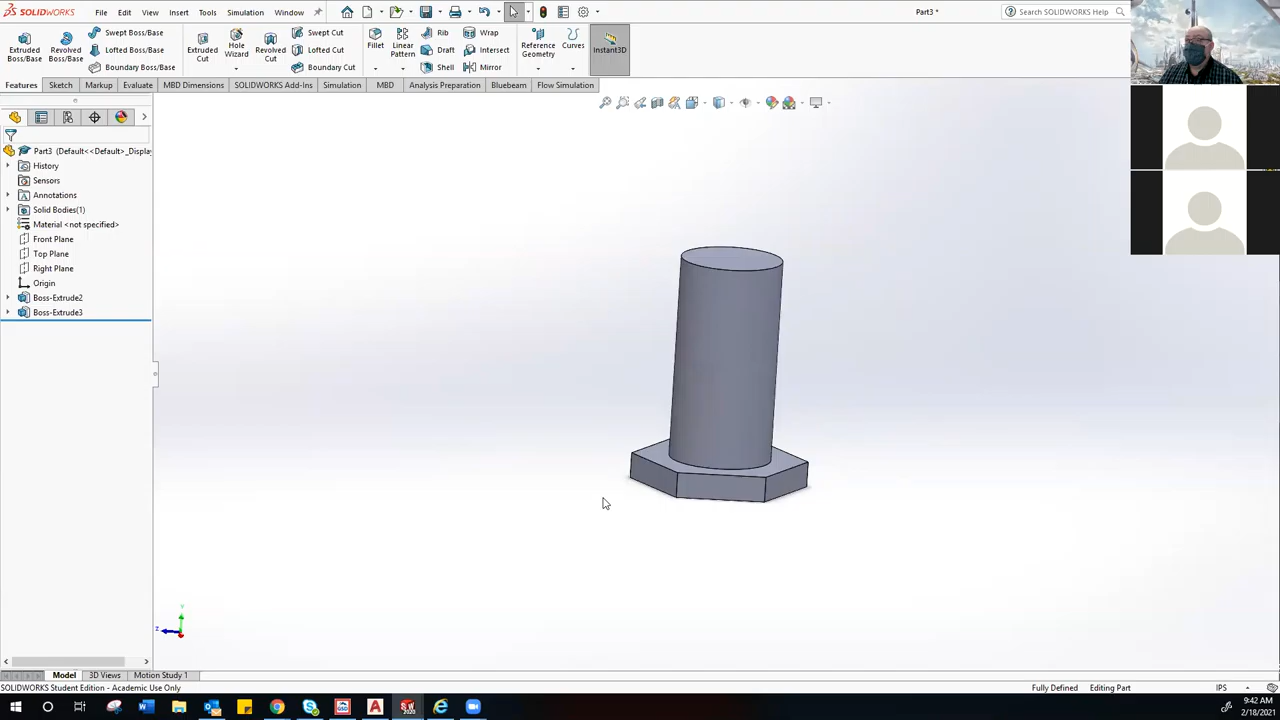 SOLIDWORKS File Edit View Insert Tools Simulation Window Part3 * Search SOLIDWORKS Help
Extruded Boss/Base
Revolved Boss/Base
Swept Boss/Base
Lofted Boss/Base
Boundary Boss/Base
Extruded Cut
Hole Wizard
Revolved Cut
Swept Cut
Lofted Cut
Boundary Cut
Fillet
Linear Pattern
Rib
Draft
Shell
Wrap
Intersect
Mirror
Reference Geometry
Curves
Instant3D
Features Sketch Markup Evaluate MBD Dimensions SOLIDWORKS Add-Ins Simulation MBD Analysis Preparation Bluebeam Flow Simulation
Part3 (Default<<Default>_Display
History
Sensors
Annotations
Solid Bodies(1)
Material <not specified>
Front Plane
Top Plane
Right Plane
Origin
Boss-Extrude2
Boss-Extrude3
Y
Z
Model 3D Views Motion Study 1
SOLIDWORKS Student Edition - Academic Use Only Fully Defined Editing Part IPS
9:42 AM
2/18/2021